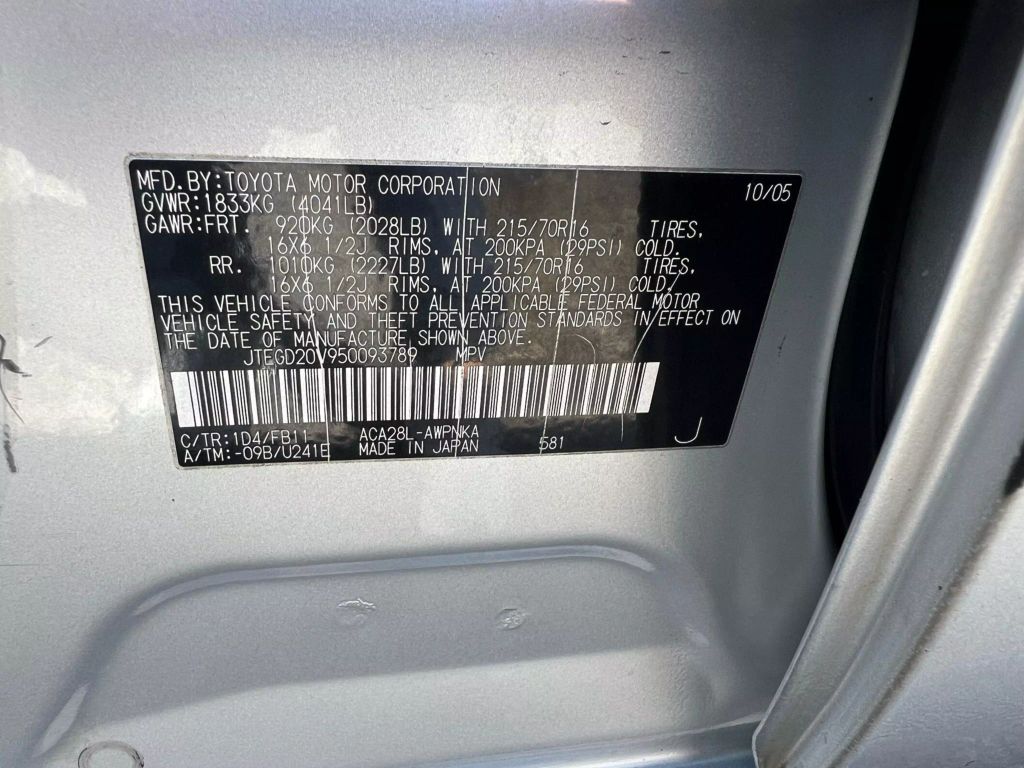 MFD.BY:TOYOTA MOTOR CORPORATION 10/05
GVWR:1833KG (4041LB)
GAWR:FRT. 920KG (2028LB) WITH 215/70R16 TIRES,
16X6 1/2J RIMS, AT 200KPA (29PSI) COLD.
RR. 1010KG (2227LB) WITH 215/70R16 TIRES,
16X6 1/2J RIMS, AT 200KPA (29PSI) COLD.
THIS VEHICLE CONFORMS TO ALL APPLICABLE FEDERAL MOTOR
VEHICLE SAFETY AND THEFT PREVENTION STANDARDS IN EFFECT ON
THE DATE OF MANUFACTURE SHOWN ABOVE.
JTEGD20V950093789 MPV
C/TR:1D4/FB11 ACA28L-AWPNKA
A/TM:-09B/U241E MADE IN JAPAN 581 J